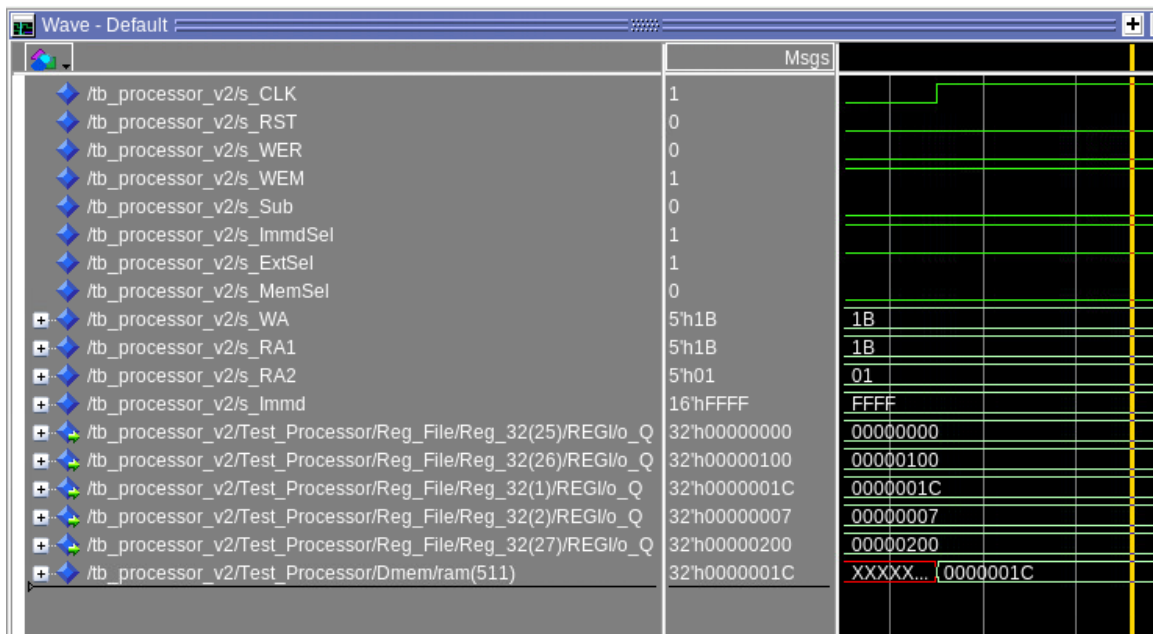 Wave - Default
Msgs
/tb_processor_v2/s_CLK 1
/tb_processor_v2/s_RST 0
/tb_processor_v2/s_WER 0
/tb_processor_v2/s_WEM 1
/tb_processor_v2/s_Sub 0
/tb_processor_v2/s_ImmdSel 1
/tb_processor_v2/s_ExtSel 1
/tb_processor_v2/s_MemSel 0
/tb_processor_v2/s_WA 5'h1B 1B
/tb_processor_v2/s_RA1 5'h1B 1B
/tb_processor_v2/s_RA2 5'h01 01
/tb_processor_v2/s_Immd 16'hFFFF FFFF
/tb_processor_v2/Test_Processor/Reg_File/Reg_32(25)/REGI/o_Q 32'h00000000 00000000
/tb_processor_v2/Test_Processor/Reg_File/Reg_32(26)/REGI/o_Q 32'h00000100 00000100
/tb_processor_v2/Test_Processor/Reg_File/Reg_32(1)/REGI/o_Q 32'h0000001C 0000001C
/tb_processor_v2/Test_Processor/Reg_File/Reg_32(2)/REGI/o_Q 32'h00000007 00000007
/tb_processor_v2/Test_Processor/Reg_File/Reg_32(27)/REGI/o_Q 32'h00000200 00000200
/tb_processor_v2/Test_Processor/Dmem/ram(511) 32'h0000001C XXXXX... 0000001C